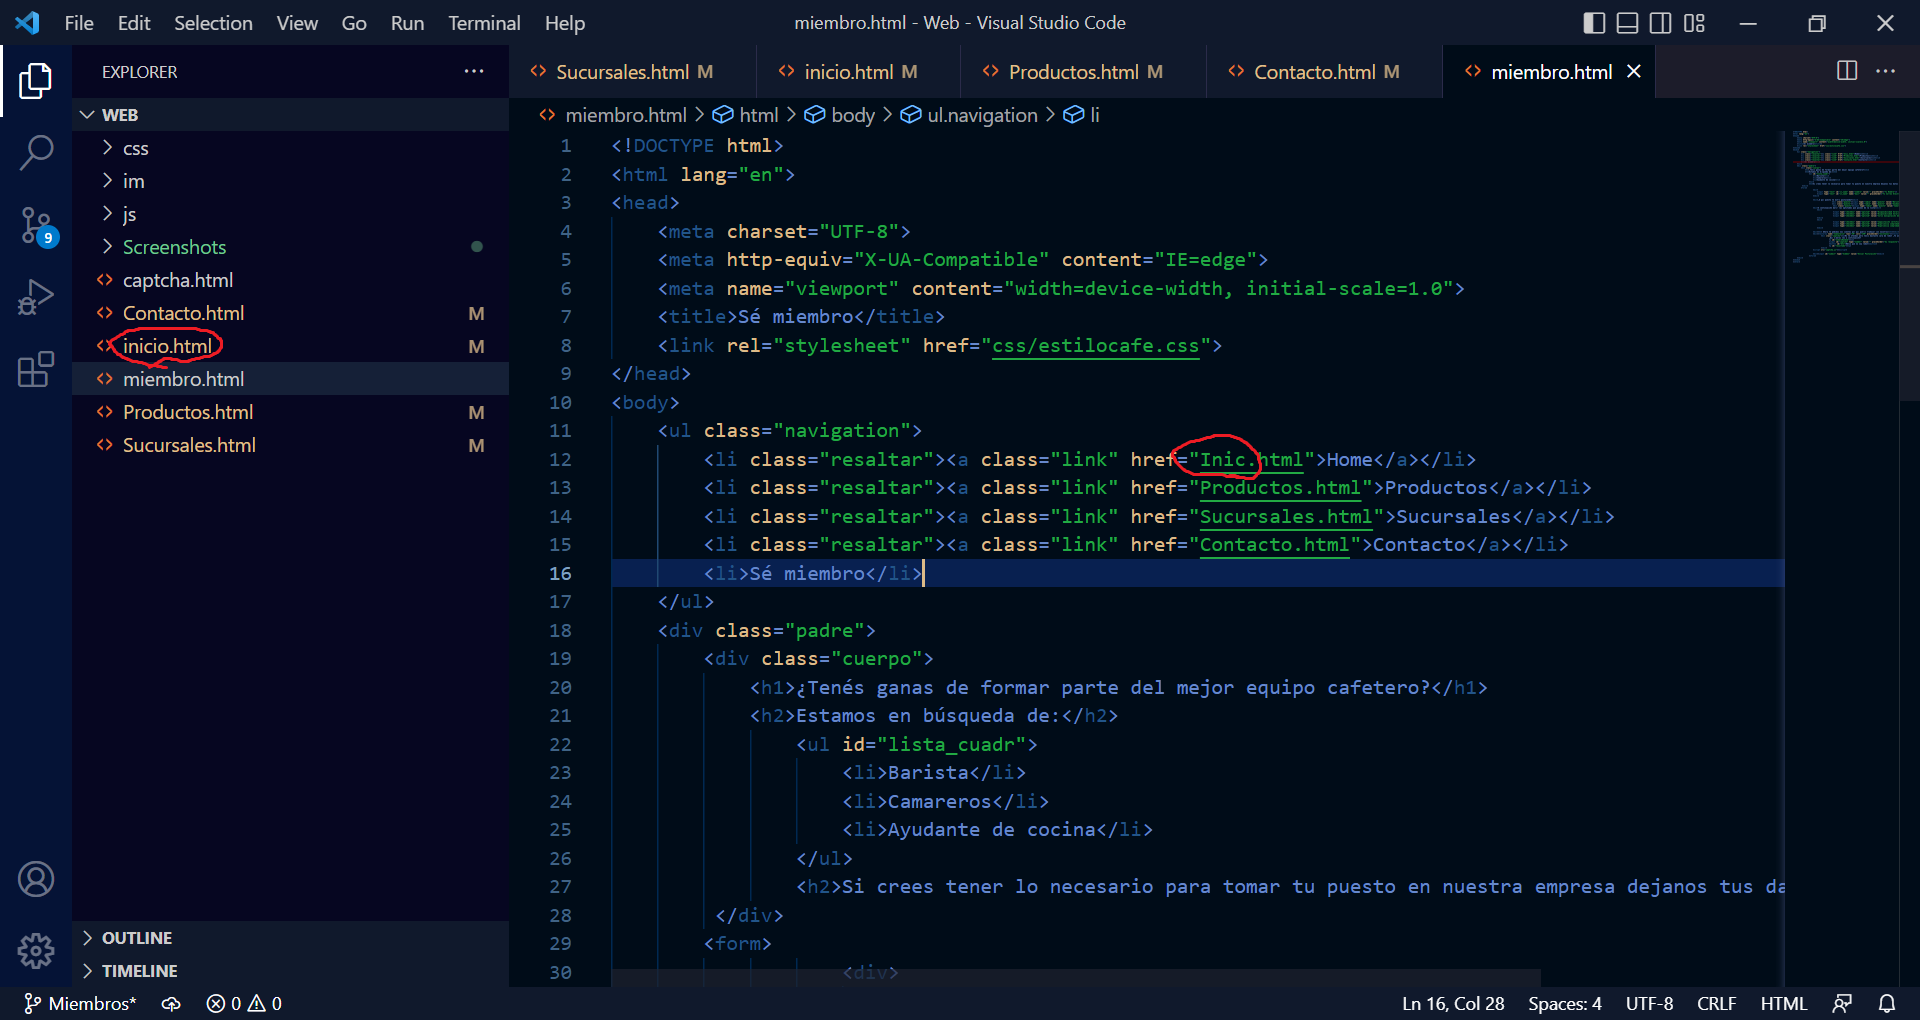 File Edit Selection View Go Run Terminal Help
miembro.html - Web - Visual Studio Code
EXPLORER
WEB
css
im
js
Screenshots
captcha.html
Contacto.html M
inicio.html M
miembro.html
Productos.html M
Sucursales.html M
OUTLINE
TIMELINE
9
Sucursales.html M inicio.html M Productos.html M Contacto.html M miembro.html
miembro.html > html > body > ul.navigation > li
1 <!DOCTYPE html>
2 <html lang="en">
3 <head>
4 <meta charset="UTF-8">
5 <meta http-equiv="X-UA-Compatible" content="IE=edge">
6 <meta name="viewport" content="width=device-width, initial-scale=1.0">
7 <title>Sé miembro</title>
8 <link rel="stylesheet" href="css/estilocafe.css">
9 </head>
10 <body>
11 <ul class="navigation">
12 <li class="resaltar"><a class="link" href="Inic.html">Home</a></li>
13 <li class="resaltar"><a class="link" href="Productos.html">Productos</a></li>
14 <li class="resaltar"><a class="link" href="Sucursales.html">Sucursales</a></li>
15 <li class="resaltar"><a class="link" href="Contacto.html">Contacto</a></li>
16 <li>Sé miembro</li>
17 </ul>
18 <div class="padre">
19 <div class="cuerpo">
20 <h1>¿Tenés ganas de formar parte del mejor equipo cafetero?</h1>
21 <h2>Estamos en búsqueda de:</h2>
22 <ul id="lista_cuadr">
23 <li>Barista</li>
24 <li>Camareros</li>
25 <li>Ayudante de cocina</li>
26 </ul>
27 <h2>Si crees tener lo necesario para tomar tu puesto en nuestra empresa dejanos tus da
28 </div>
29 <form>
30 <div>
Miembros* 0 0 Ln 16, Col 28 Spaces: 4 UTF-8 CRLF HTML